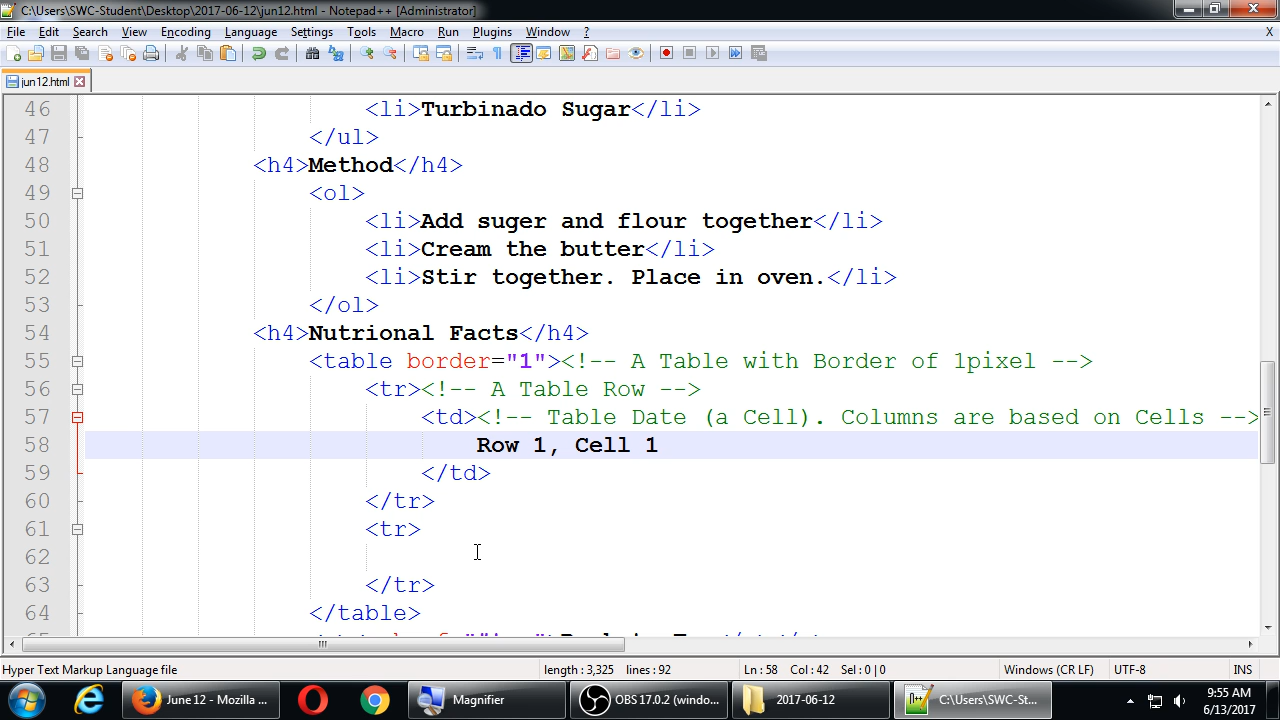 C:\Users\SWC-Student\Desktop\2017-06-12\jun12.html - Notepad++ [Administrator]
File Edit Search View Encoding Language Settings Tools Macro Run Plugins Window ? X
jun12.html
46 <li>Turbinado Sugar</li>
47 </ul>
48 <h4>Method</h4>
49 <ol>
50 <li>Add suger and flour together</li>
51 <li>Cream the butter</li>
52 <li>Stir together. Place in oven.</li>
53 </ol>
54 <h4>Nutrional Facts</h4>
55 <table border="1"><!-- A Table with Border of 1pixel -->
56 <tr><!-- A Table Row -->
57 <td><!-- Table Date (a Cell). Columns are based on Cells -->
58 Row 1, Cell 1
59 </td>
60 </tr>
61 <tr>
62
63 </tr>
64 </table>
Hyper Text Markup Language file length : 3,325 lines : 92 Ln : 58 Col : 42 Sel : 0 | 0 Windows (CR LF) UTF-8 INS
June 12 - Mozilla ... Magnifier OBS 17.0.2 (windo... 2017-06-12 C:\Users\SWC-St... 9:55 AM
6/13/2017